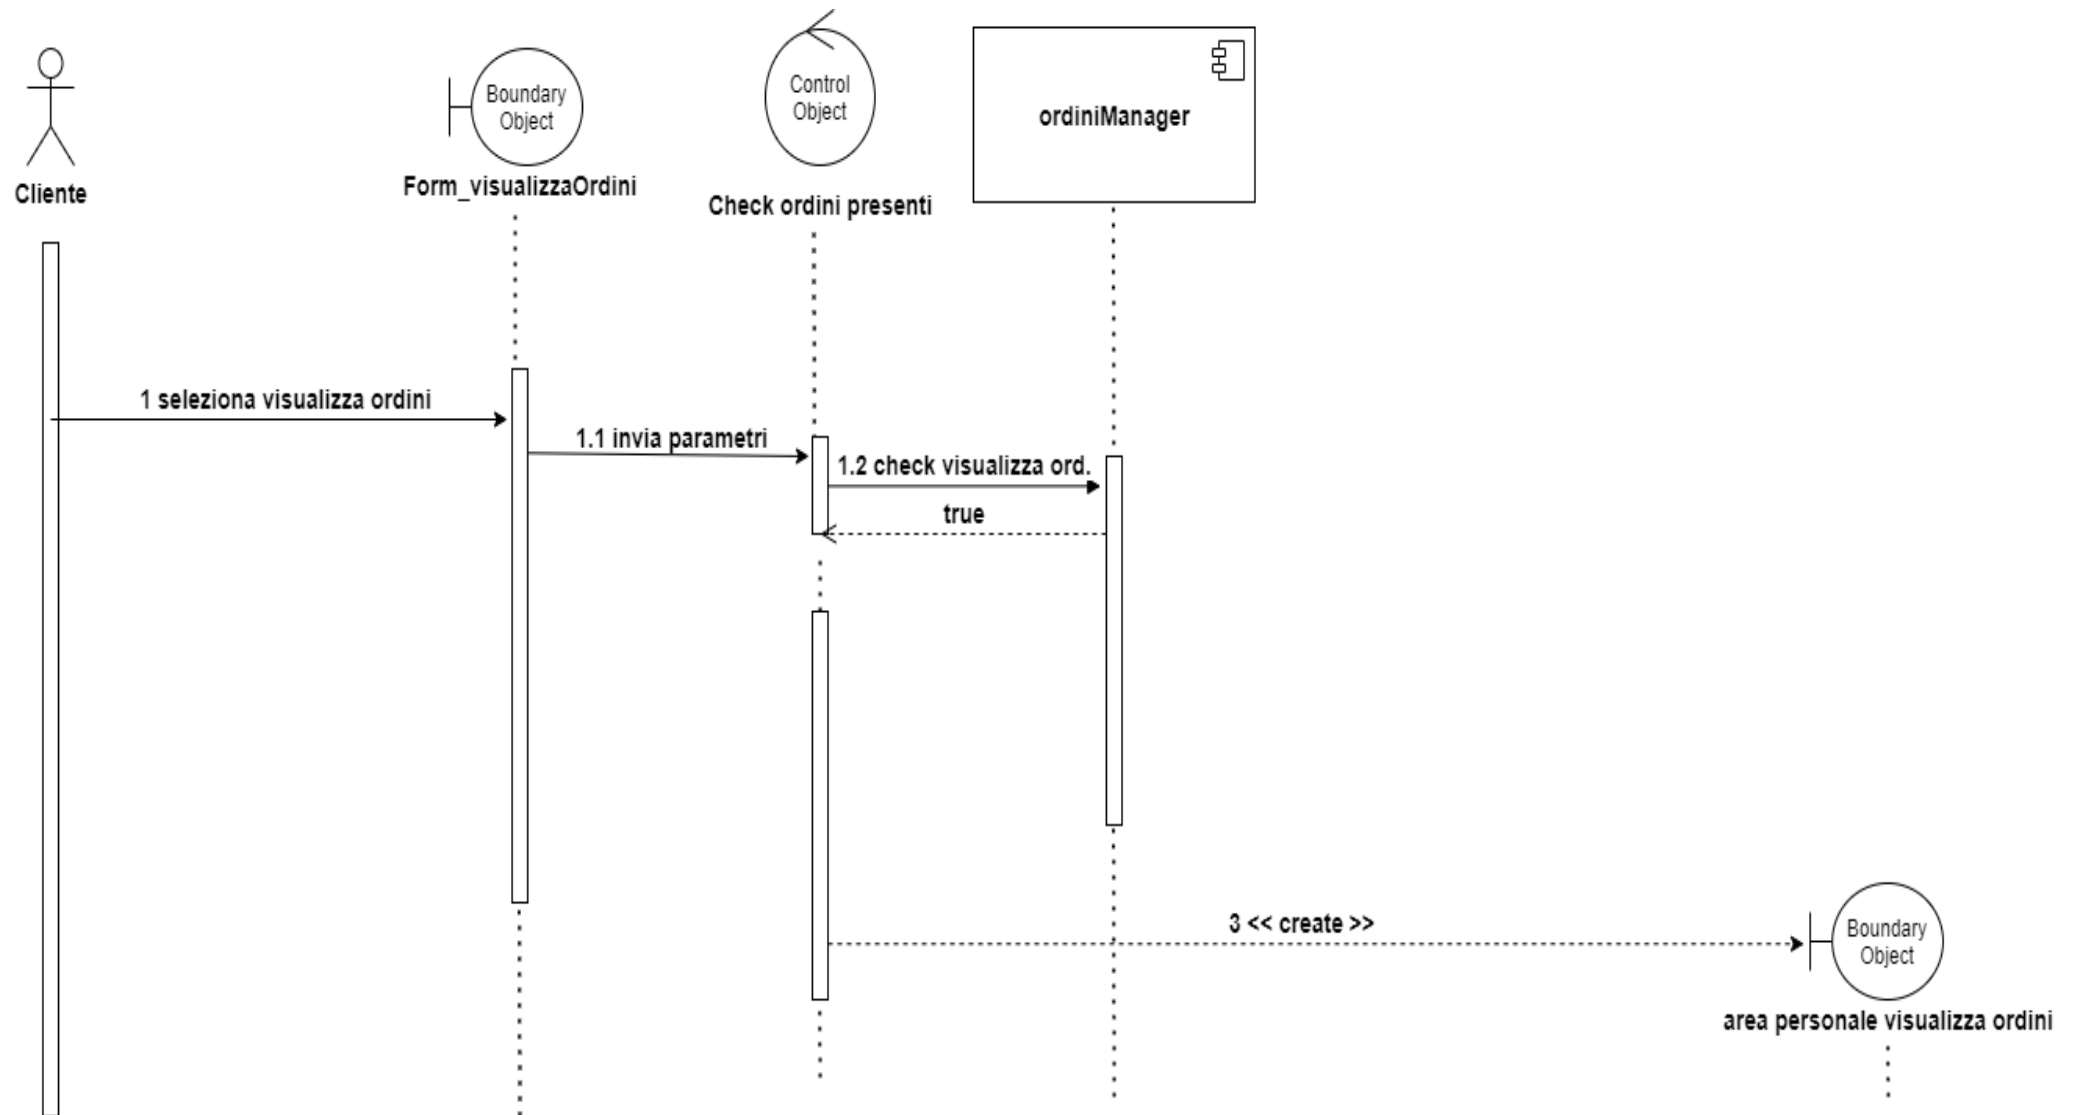 Boundary
Object
Control
Object
ordiniManager
Cliente
Form_visualizzaOrdini
Check ordini presenti
1 seleziona visualizza ordini
1.1 invia parametri
1.2 check visualizza ord.
true
3 << create >>
Boundary
Object
area personale visualizza ordini